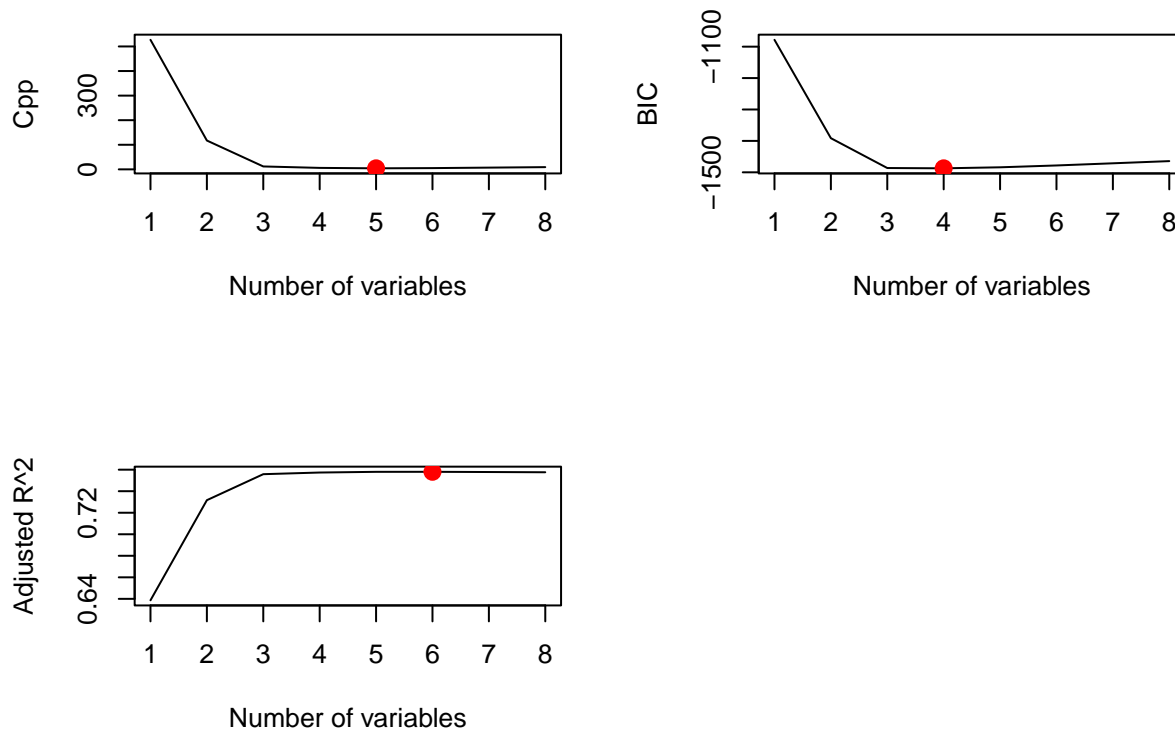 Cpp
300
0
1 2 3 4 5 6 7 8
Number of variables
BIC
−1100
−1500
1 2 3 4 5 6 7 8
Number of variables
Adjusted R^2
0.72
0.64
1 2 3 4 5 6 7 8
Number of variables